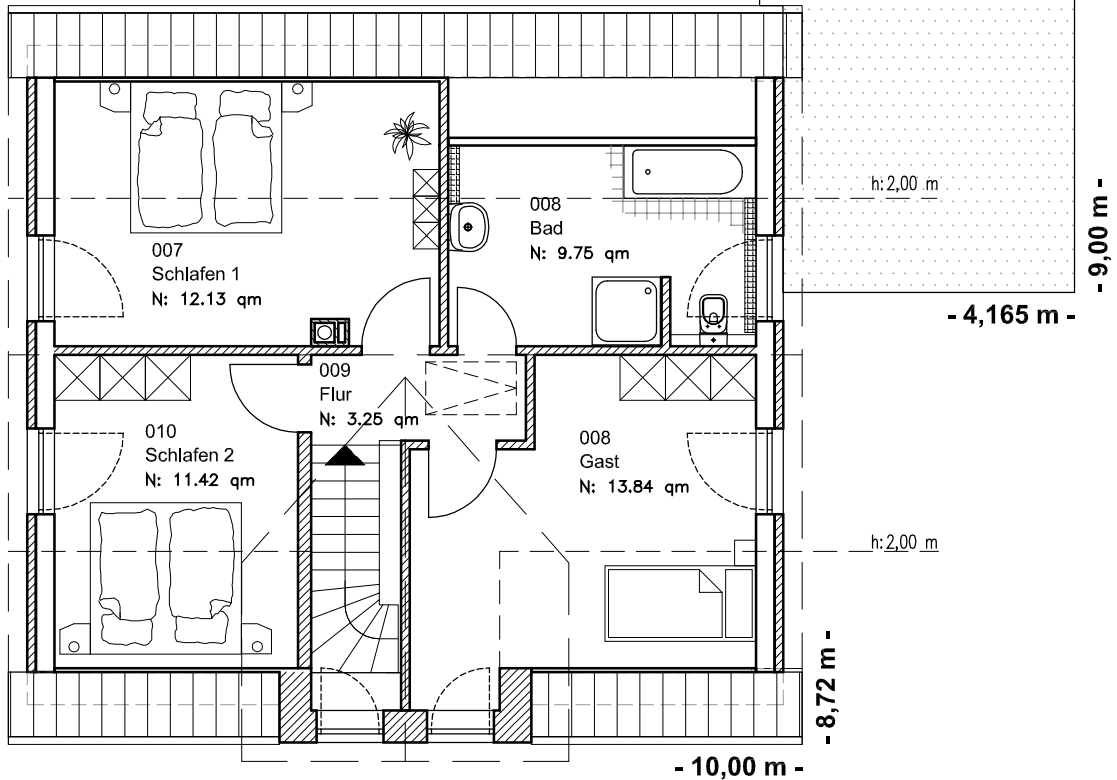 h:2,00 m
- 9,00 m -
008
Bad
N: 9.75 qm
007
Schlafen 1
N: 12.13 qm
- 4,165 m -
009
Flur
N: 3.25 qm
010
Schlafen 2
N: 11.42 qm
008
Gast
N: 13.84 qm
h:2,00 m
- 8,72 m -
- 10,00 m -